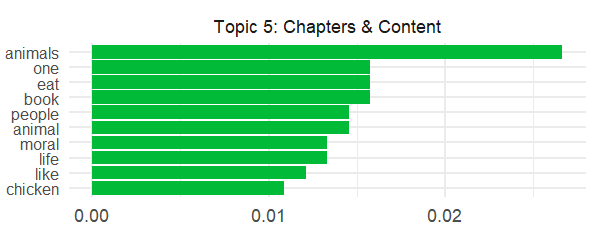 Topic 5: Chapters & Content
animals
one
eat
book
people
animal
moral
life
like
chicken
0.00 0.01 0.02